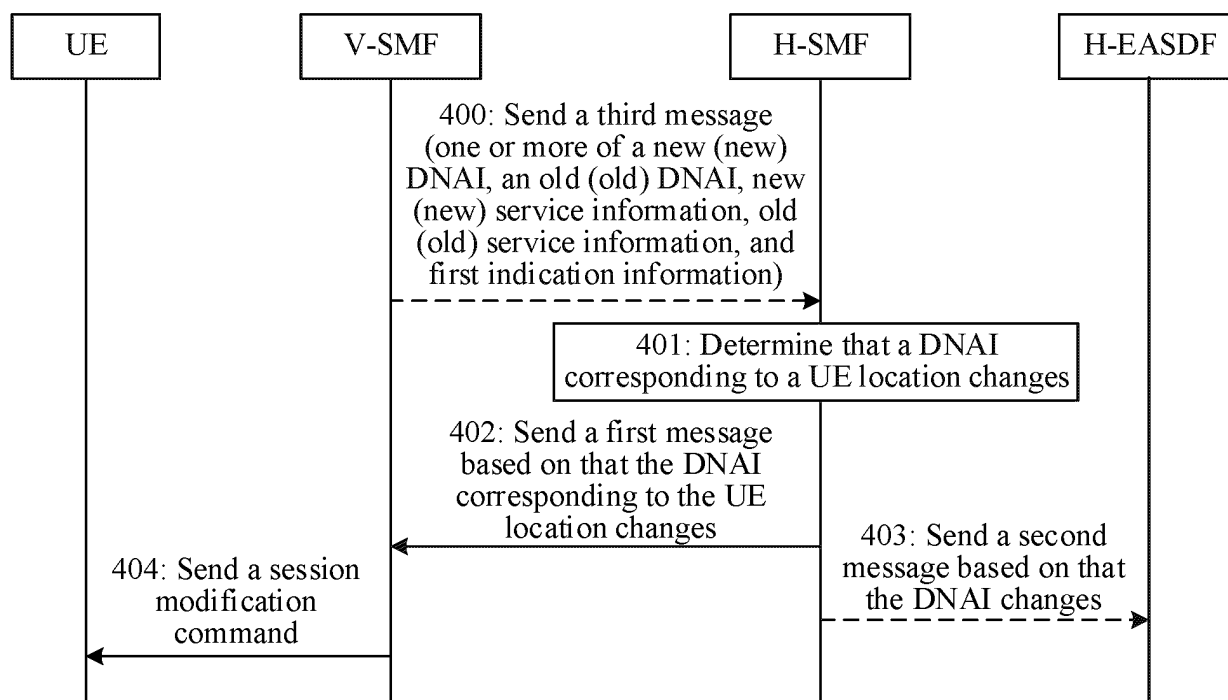 UE
V-SMF
H-SMF
H-EASDF
400: Send a third message
(one or more of a new (new)
DNAI, an old (old) DNAI, new
(new) service information, old
(old) service information, and
first indication information)
401: Determine that a DNAI
corresponding to a UE location changes
402: Send a first message
based on that the DNAI
corresponding to the UE
location changes
403: Send a second
message based on that
the DNAI changes
404: Send a session
modification
command